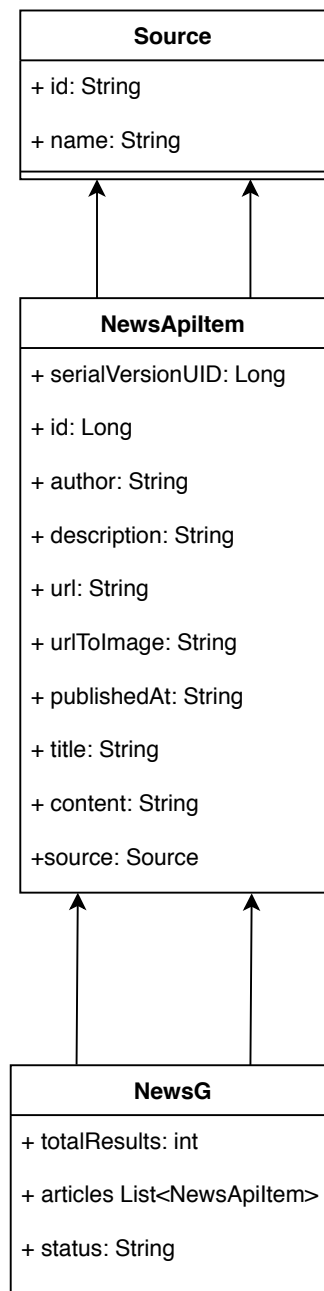 Source
+ id: String
+ name: String
NewsApiItem
+ serialVersionUID: Long
+ id: Long
+ author: String
+ description: String
+ url: String
+ urlToImage: String
+ publishedAt: String
+ title: String
+ content: String
+source: Source
NewsG
+ totalResults: int
+ articles List<NewsApiItem>
+ status: String